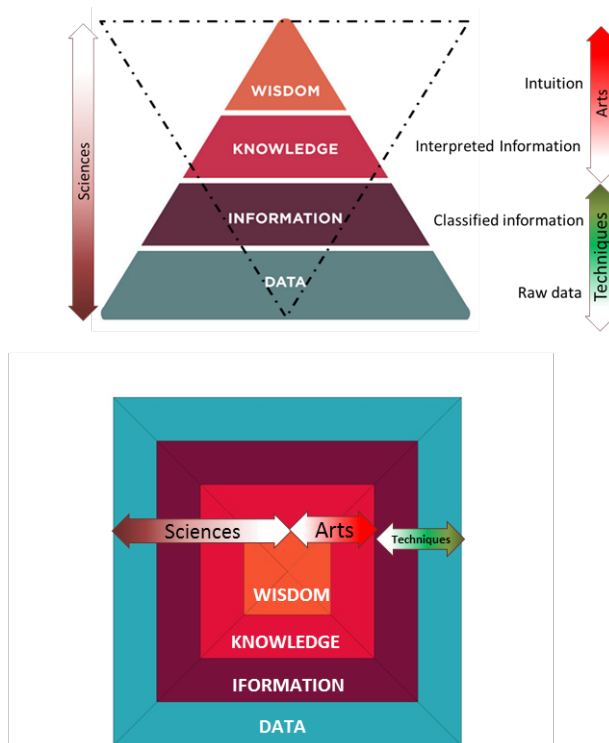 WISDOM
Intuition
Arts
KNOWLEDGE
Interpreted Information
Sciences
INFORMATION
Classified information
Techniques
DATA
Raw data
Sciences
Arts
Techniques
WISDOM
KNOWLEDGE
IFORMATION
DATA